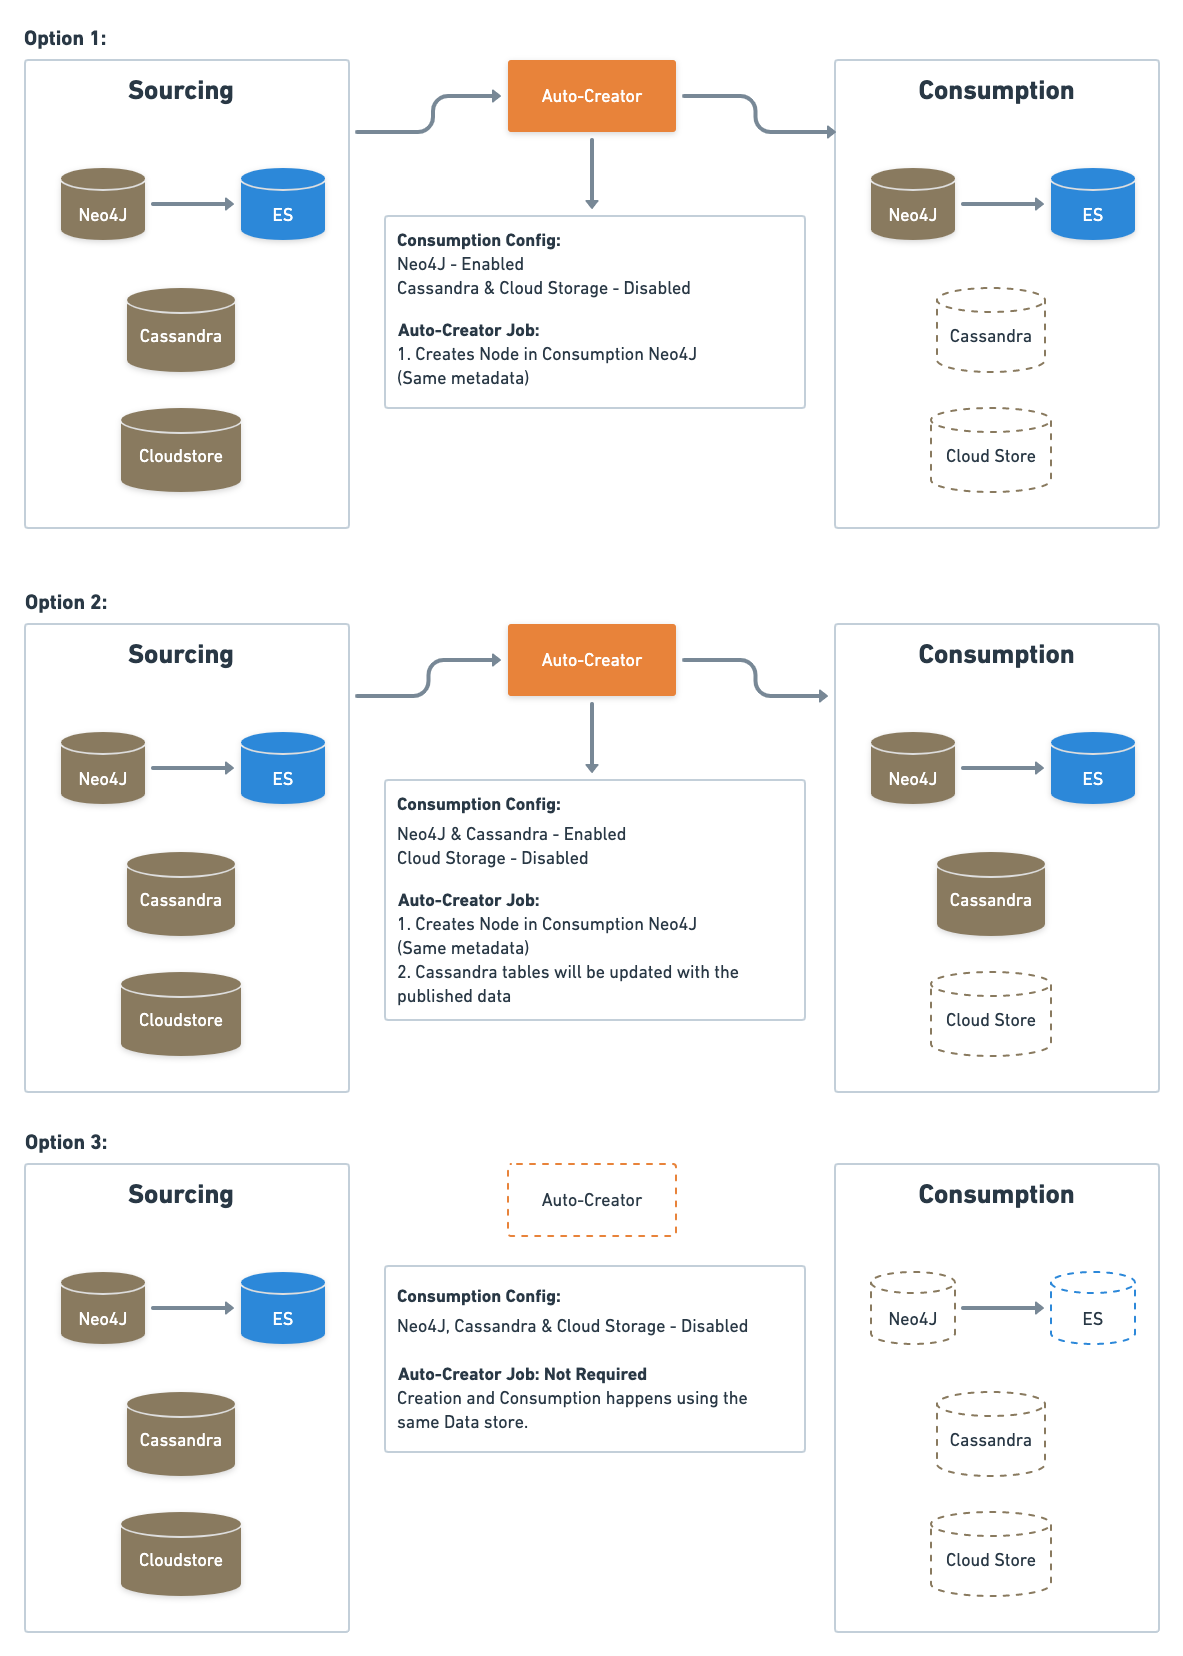 Option 1:
Sourcing
Auto-Creator
Consumption
Neo4J
ES
Neo4J
ES
Consumption Config:
Neo4J - Enabled
Cassandra & Cloud Storage - Disabled
Cassandra
Cassandra
Auto-Creator Job:
1. Creates Node in Consumption Neo4J
(Same metadata)
Cloudstore
Cloud Store
Option 2:
Sourcing
Auto-Creator
Consumption
Neo4J
ES
Neo4J
ES
Consumption Config:
Neo4J & Cassandra - Enabled
Cloud Storage - Disabled
Cassandra
Cassandra
Auto-Creator Job:
1. Creates Node in Consumption Neo4J
(Same metadata)
2. Cassandra tables will be updated with the
published data
Cloudstore
Cloud Store
Option 3:
Sourcing
Auto-Creator
Consumption
Neo4J
ES
Neo4J
ES
Consumption Config:
Neo4J, Cassandra & Cloud Storage - Disabled
Auto-Creator Job: Not Required
Creation and Consumption happens using the
same Data store.
Cassandra
Cassandra
Cloudstore
Cloud Store